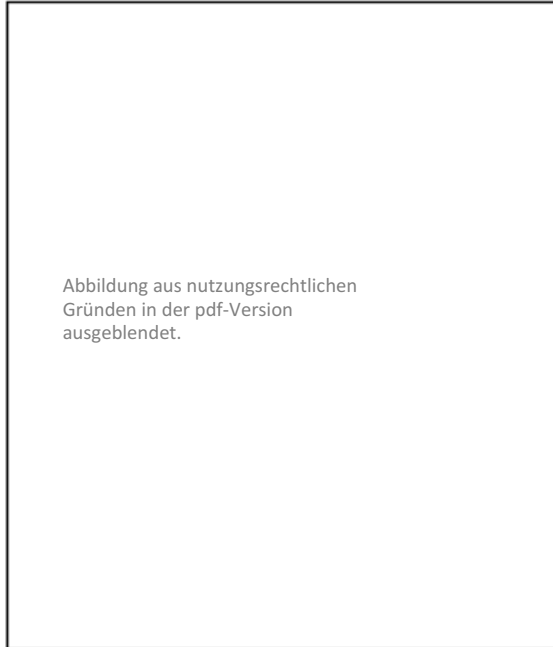 Abbildung aus nutzungsrechtlichen
Gründen in der pdf-Version
ausgeblendet.